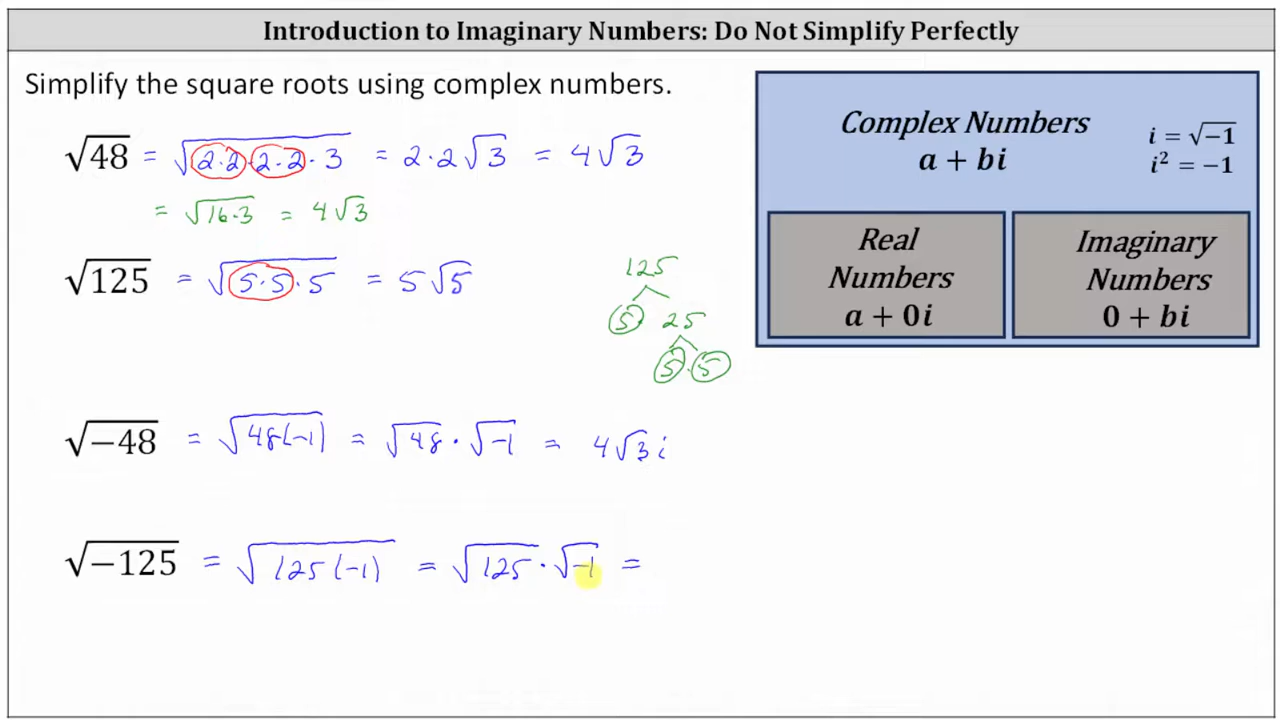 Introduction to Imaginary Numbers: Do Not Simplify Perfectly
Simplify the square roots using complex numbers.
√48 = √2·2·2·2·3 = 2·2√3 = 4√3
= √16·3 = 4√3
√125 = √5·5·5 = 5√5
125
5· 25
5·5
√−48 = √48(−1) = √48 · √−1 = 4√3 i
√−125 = √125(−1) = √125 · √−1 =
Complex Numbers
a + bi
i = √−1
i² = −1
Real
Numbers
a + 0i
Imaginary
Numbers
0 + bi